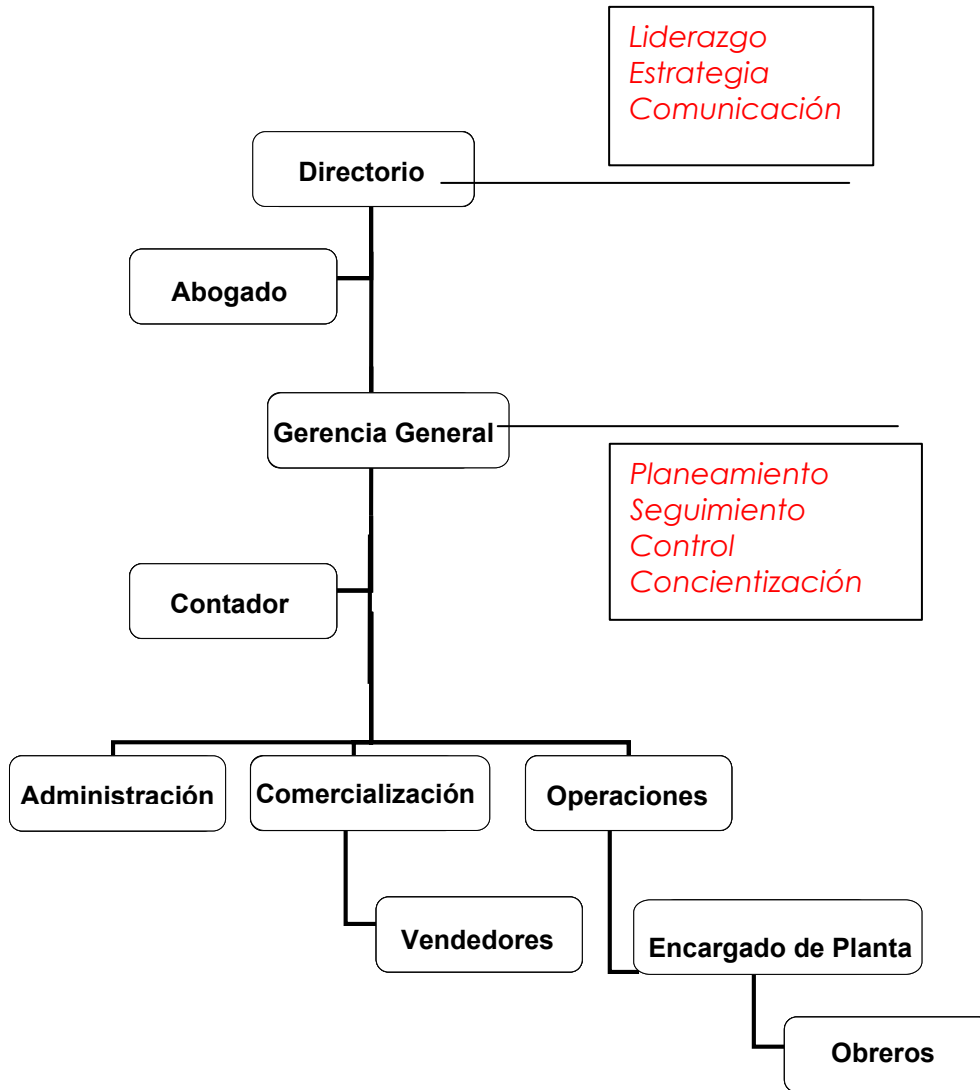 Liderazgo
Estrategia
Comunicación
Directorio
Abogado
Gerencia General
Planeamiento
Seguimiento
Control
Concientización
Contador
Administración
Comercialización
Operaciones
Vendedores
Encargado de Planta
Obreros